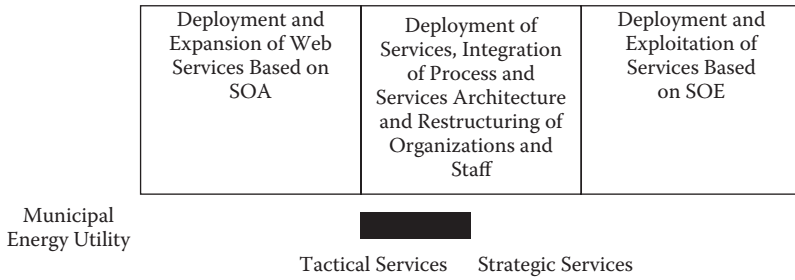 Deployment and
Expansion of Web
Services Based on
SOA
Deployment of
Services, Integration
of Process and
Services Architecture
and Restructuring of
Organizations and
Staff
Deployment and
Exploitation of
Services Based
on SOE
Municipal
Energy Utility
Tactical Services
Strategic Services